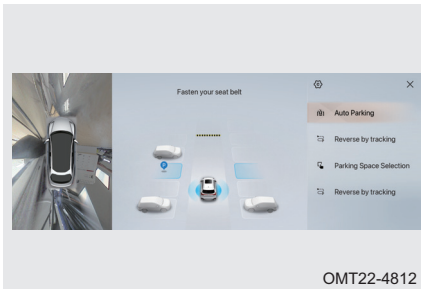 Fasten your seat belt
Auto Parking
Reverse by tracking
Parking Space Selection
Reverse by tracking
OMT22-4812